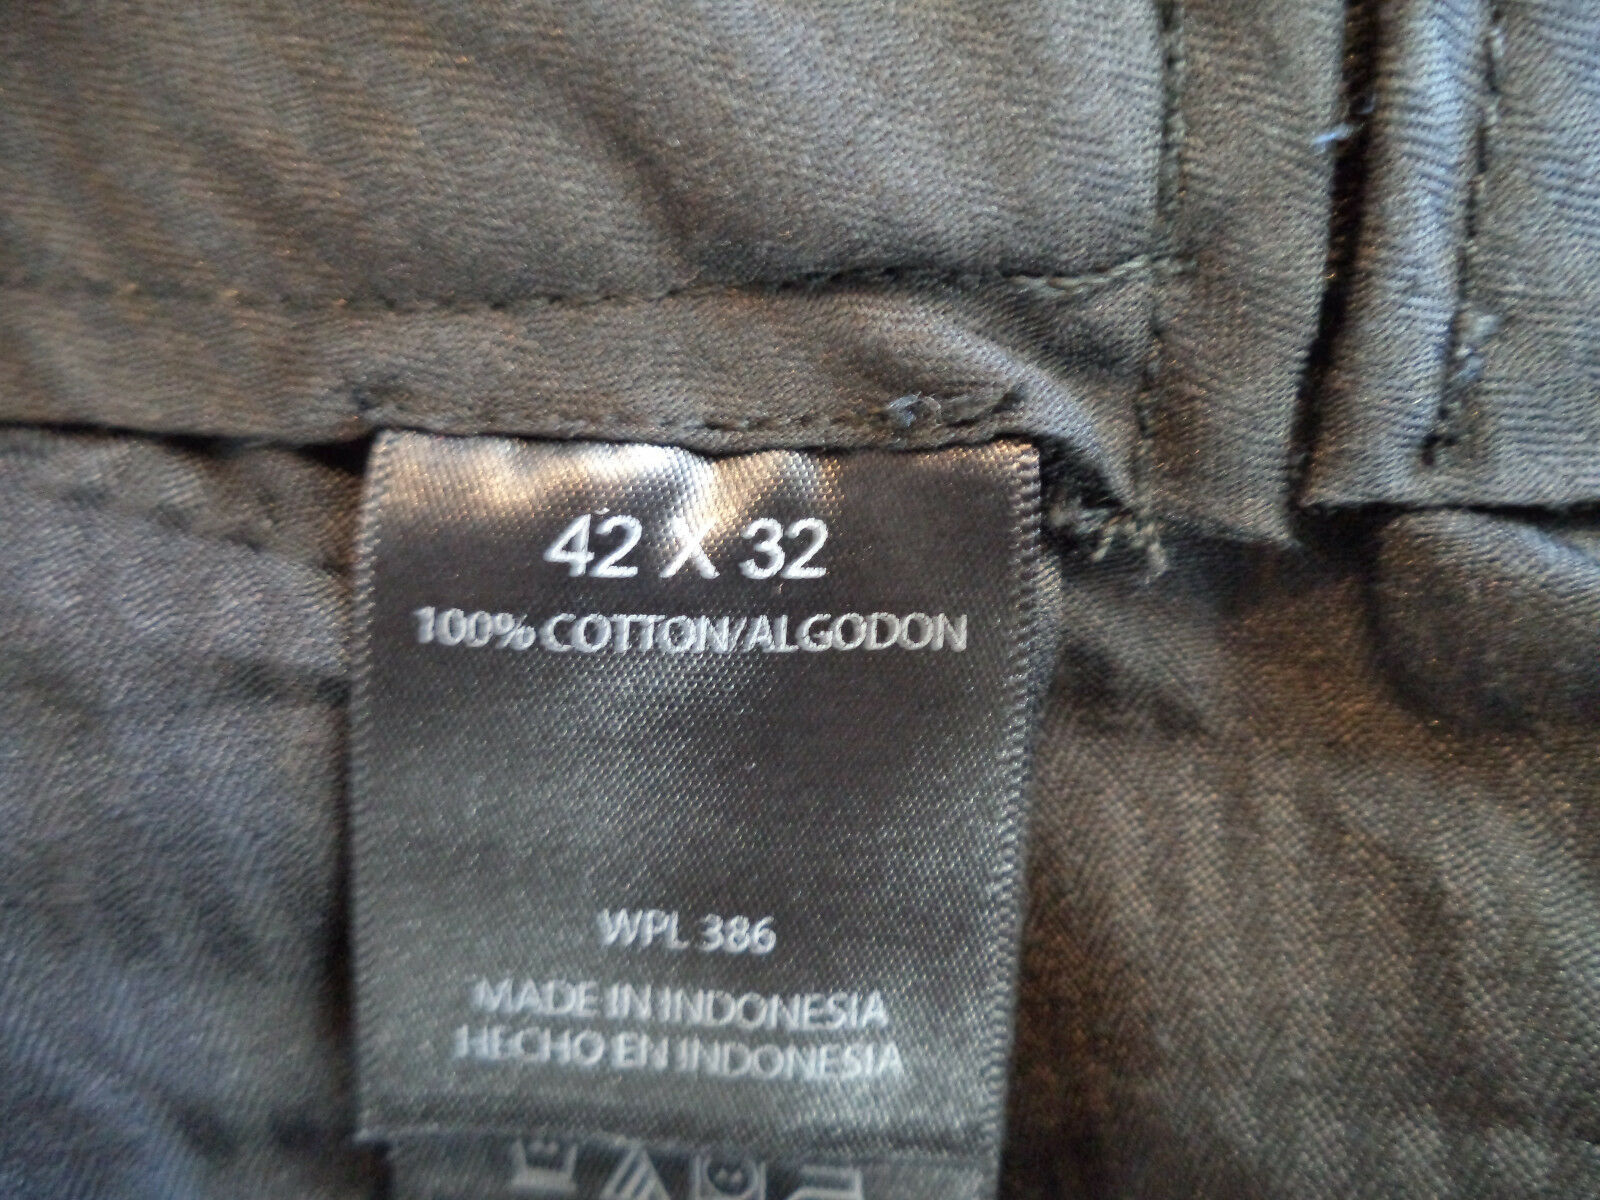 42 X 32
100% COTTON/ALGODON
WPL 386
MADE IN INDONESIA
HECHO EN INDONESIA